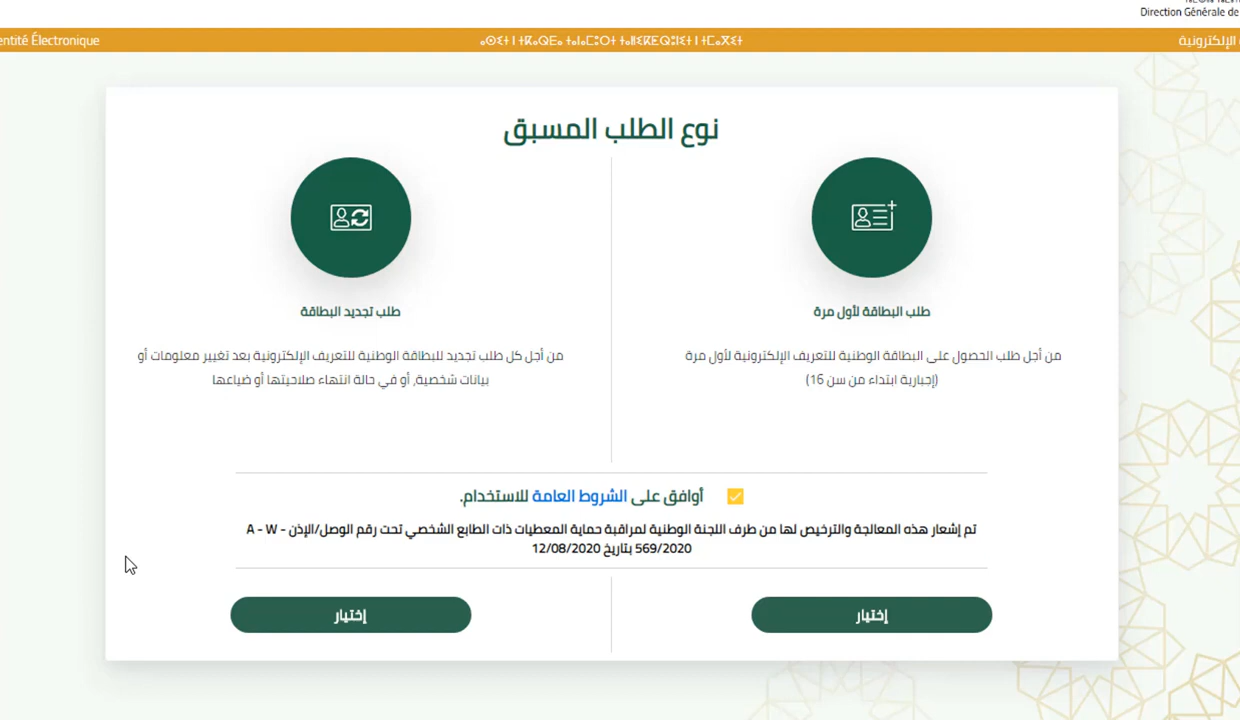 Direction Générale de
entité Électronique
الإلكترونية
نوع الطلب المسبق
طلب البطاقة لأول مرة
من أجل طلب الحصول على البطاقة الوطنية للتعريف الإلكترونية لأول مرة
(إجبارية ابتداء من سن 16)
طلب تجديد البطاقة
من أجل كل طلب تجديد للبطاقة الوطنية للتعريف الإلكترونية بعد تغيير معلومات أو
بيانات شخصية, أو في حالة انتهاء صلاحيتها أو ضياعها
أوافق على الشروط العامة للاستخدام.
تم إشعار هذه المعالجة والترخيص لها من طرف اللجنة الوطنية لمراقبة حماية المعطيات ذات الطابع الشخصي تحت رقم الوصل/الإذن - A - W
569/2020 بتاريخ 12/08/2020
إختيار
إختيار